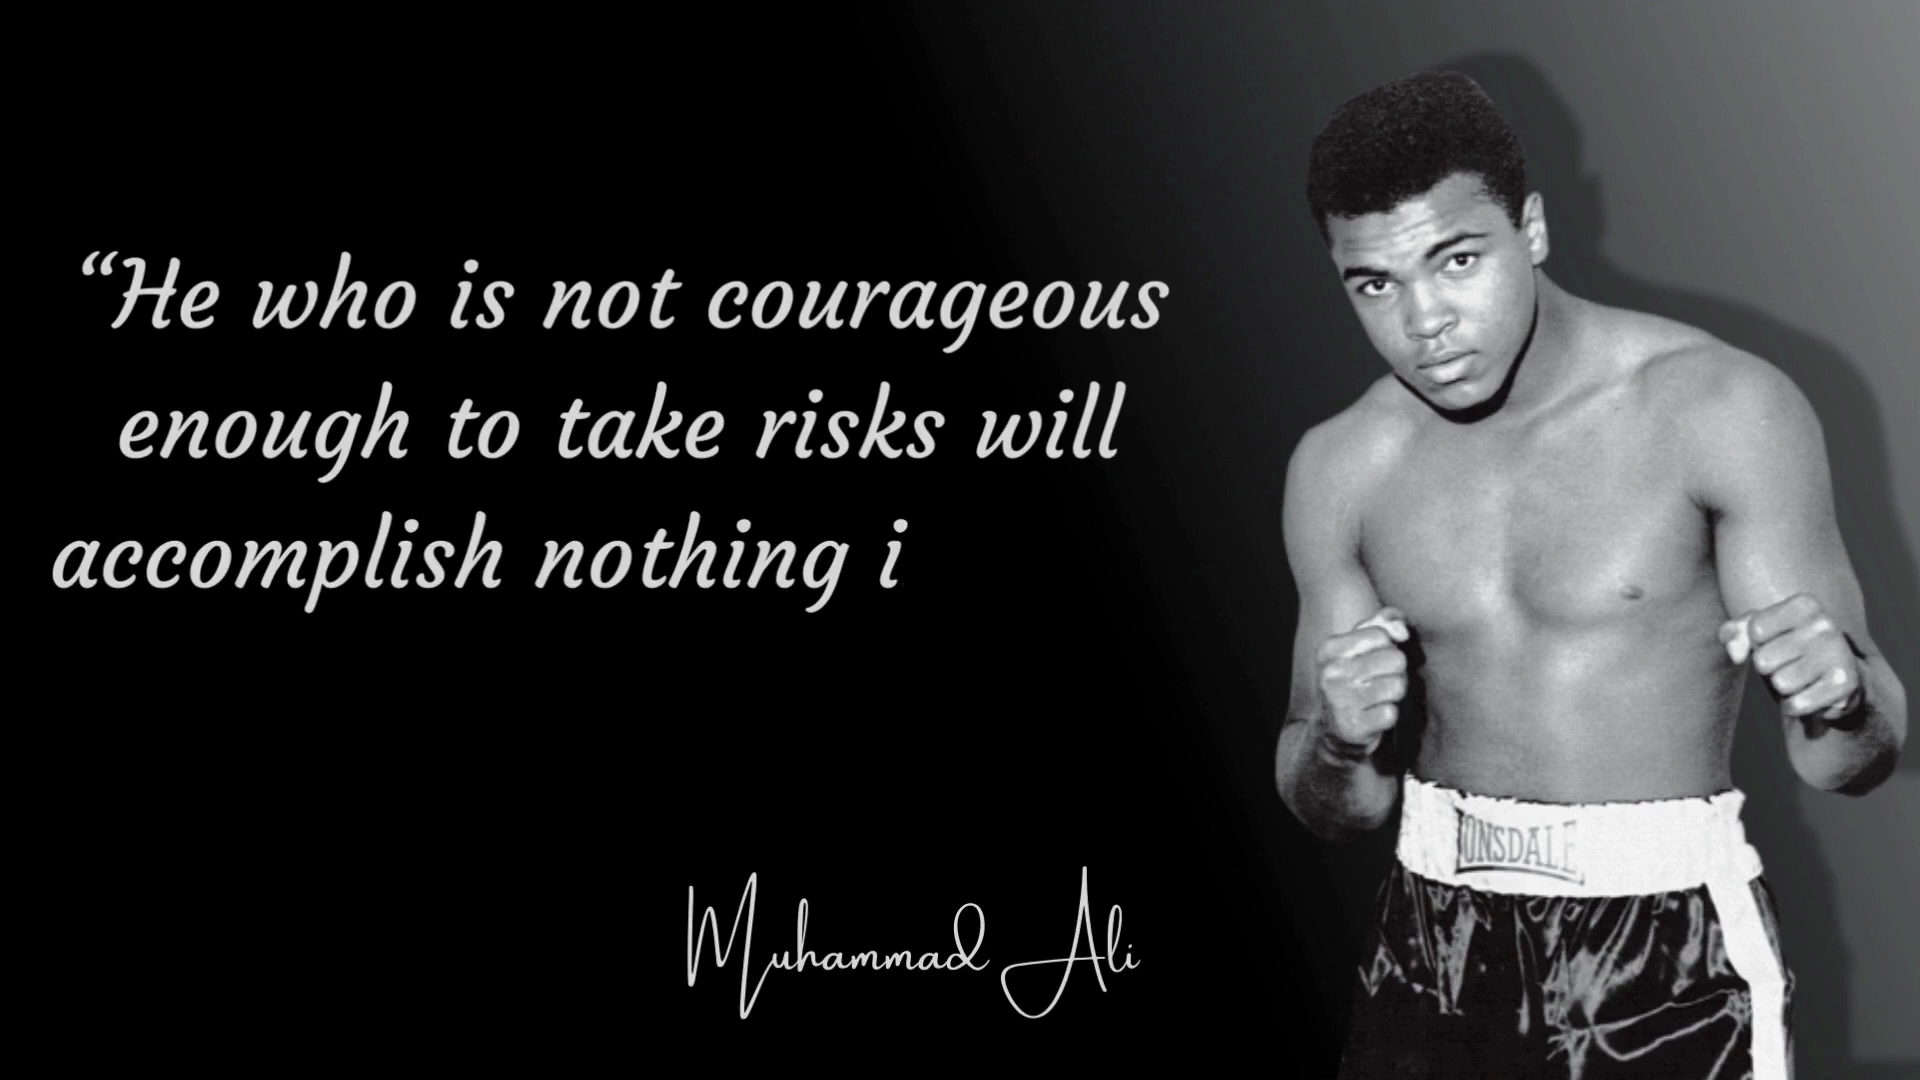 “He who is not courageous
enough to take risks will
accomplish nothing i
Muhammad Ali
ONSDALE